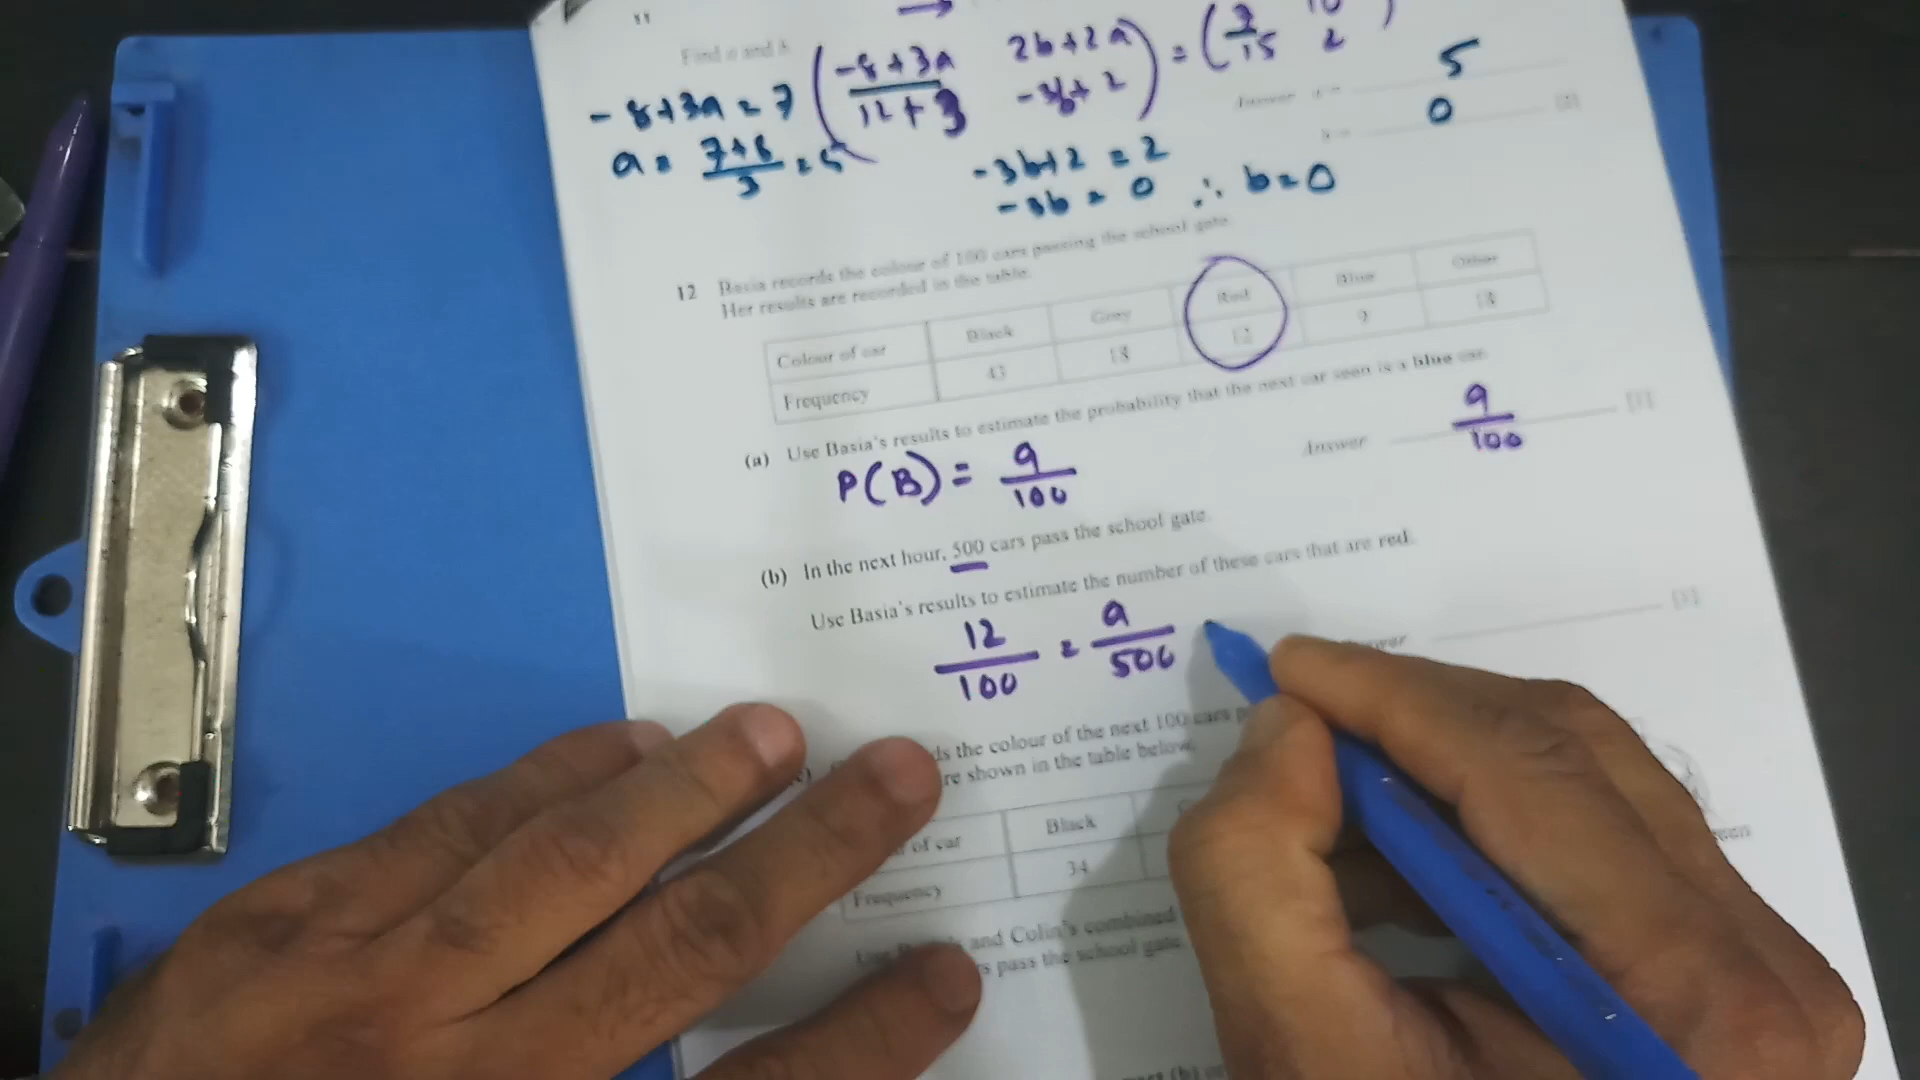 11
Find a and b
(-8+3a 2b+2a) = (7 10)
(12+3 -3b+2) (15 2)
-8+3a = 7
a = 7+8/3 = 5
-3b+2 = 2
-3b = 0 ∴ b=0
Answer a = 5
b = 0 [2]
12 Basia records the colour of 100 cars passing the school gate.
Her results are recorded in the table.
Colour of car Black Grey Red Blue Other
Frequency 43 18 12 9 18
(a) Use Basia's results to estimate the probability that the next car seen is a blue car.
P(B) = 9/100
Answer 9/100 [1]
(b) In the next hour, 500 cars pass the school gate.
Use Basia's results to estimate the number of these cars that are red.
12/100 = a/500
[1]
the colour of the next 100 cars
are shown in the table below.
of car Black
Frequency 34
Use and Colin's combined
pass the school gate